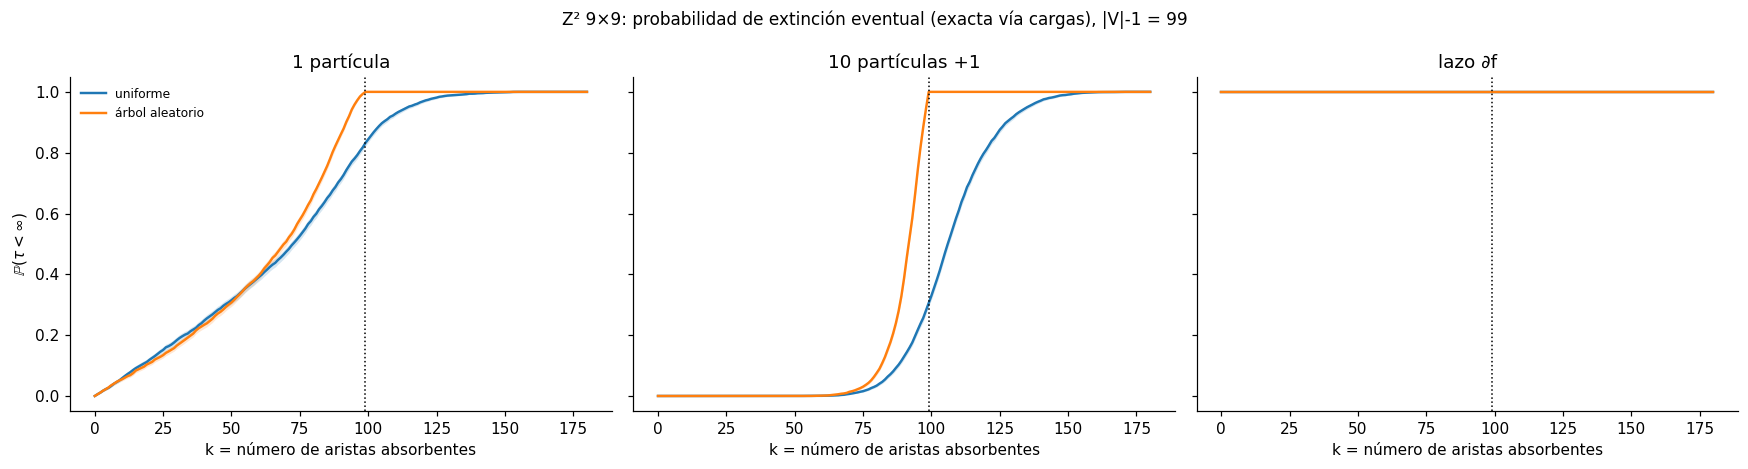 Z² 9×9: probabilidad de extinción eventual (exacta vía cargas), |V|-1 = 99
1 partícula
10 partículas +1
lazo ∂f
uniforme
árbol aleatorio
ℙ(τ < ∞)
1.0
0.8
0.6
0.4
0.2
0.0
0 25 50 75 100 125 150 175
0 25 50 75 100 125 150 175
0 25 50 75 100 125 150 175
k = número de aristas absorbentes
k = número de aristas absorbentes
k = número de aristas absorbentes